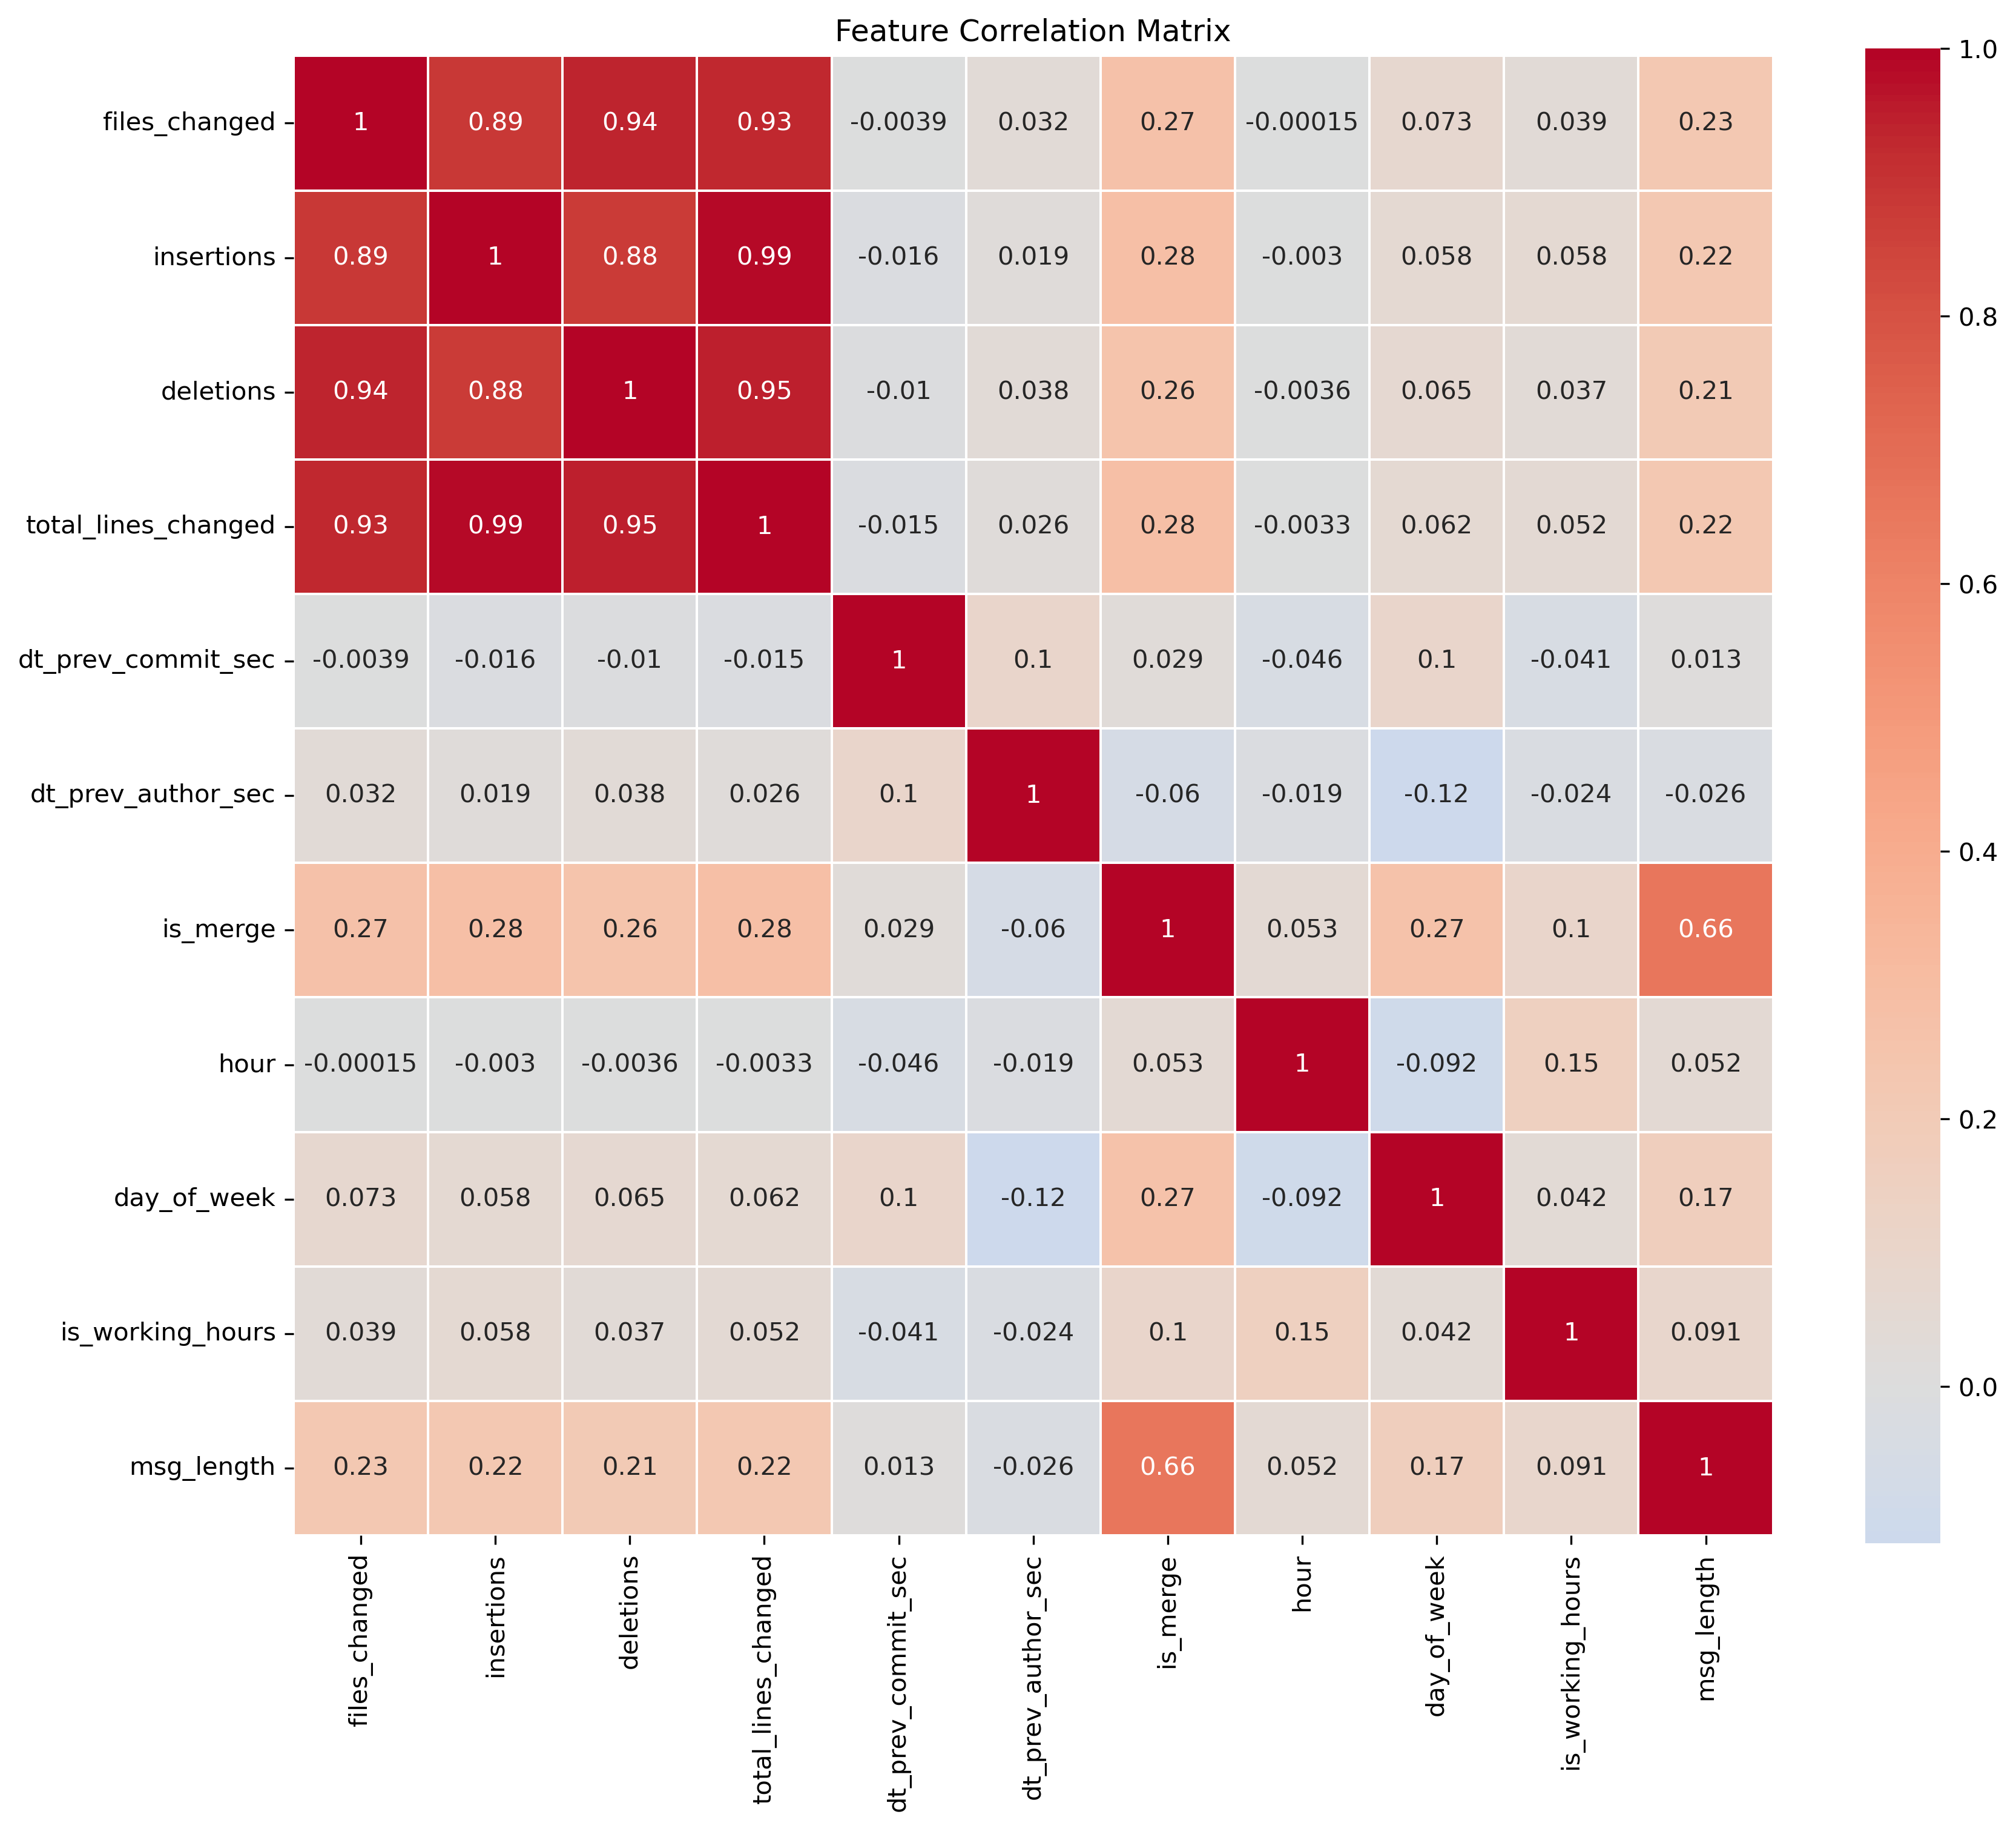 Feature Correlation Matrix
files_changed 1 0.89 0.94 0.93 -0.0039 0.032 0.27 -0.00015 0.073 0.039 0.23
insertions 0.89 1 0.88 0.99 -0.016 0.019 0.28 -0.003 0.058 0.058 0.22
deletions 0.94 0.88 1 0.95 -0.01 0.038 0.26 -0.0036 0.065 0.037 0.21
total_lines_changed 0.93 0.99 0.95 1 -0.015 0.026 0.28 -0.0033 0.062 0.052 0.22
dt_prev_commit_sec -0.0039 -0.016 -0.01 -0.015 1 0.1 0.029 -0.046 0.1 -0.041 0.013
dt_prev_author_sec 0.032 0.019 0.038 0.026 0.1 1 -0.06 -0.019 -0.12 -0.024 -0.026
is_merge 0.27 0.28 0.26 0.28 0.029 -0.06 1 0.053 0.27 0.1 0.66
hour -0.00015 -0.003 -0.0036 -0.0033 -0.046 -0.019 0.053 1 -0.092 0.15 0.052
day_of_week 0.073 0.058 0.065 0.062 0.1 -0.12 0.27 -0.092 1 0.042 0.17
is_working_hours 0.039 0.058 0.037 0.052 -0.041 -0.024 0.1 0.15 0.042 1 0.091
msg_length 0.23 0.22 0.21 0.22 0.013 -0.026 0.66 0.052 0.17 0.091 1
files_changed
insertions
deletions
total_lines_changed
dt_prev_commit_sec
dt_prev_author_sec
is_merge
hour
day_of_week
is_working_hours
msg_length
1.0
0.8
0.6
0.4
0.2
0.0